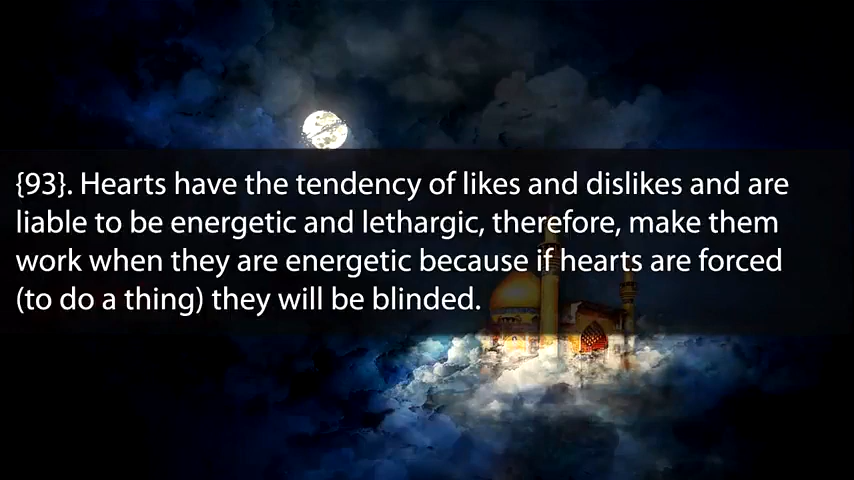 {93}. Hearts have the tendency of likes and dislikes and are
liable to be energetic and lethargic, therefore, make them
work when they are energetic because if hearts are forced
(to do a thing) they will be blinded.